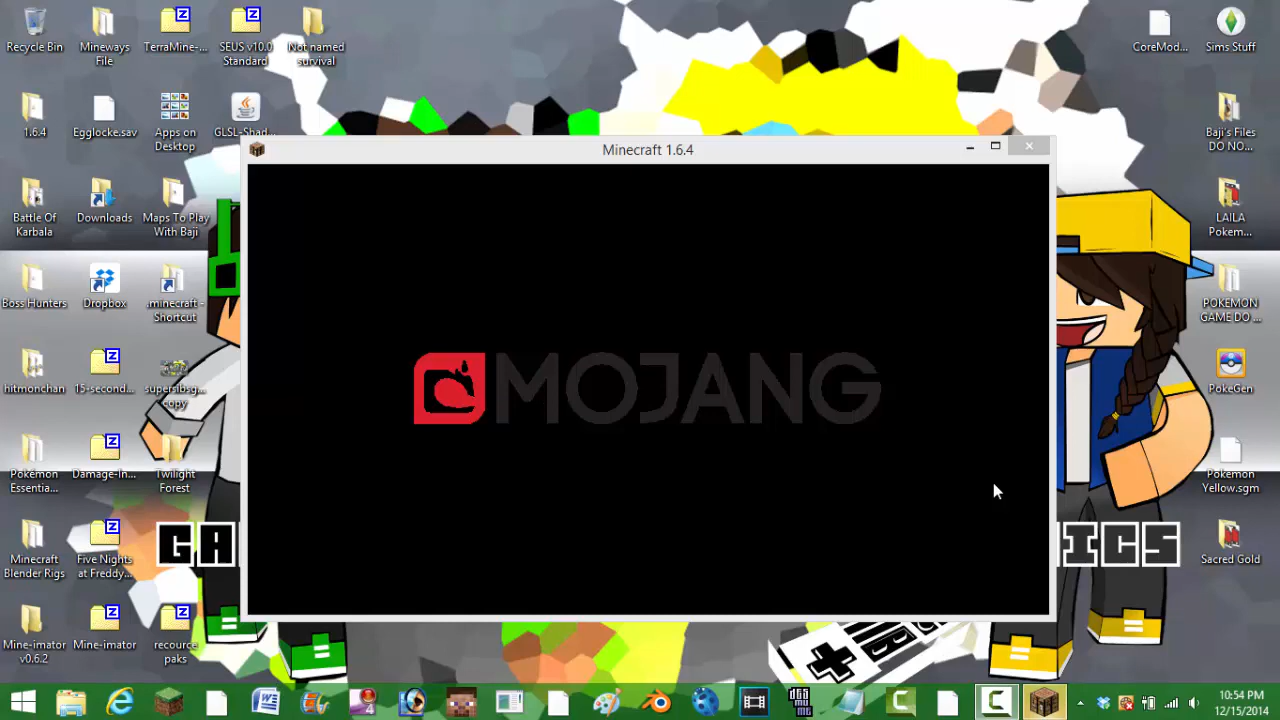 Recycle Bin
Mineways
File
TerraMine-...
SEUS v10.0
Standard
Not named
survival
CoreMod...
Sims Stuff
1.6.4
Egglocke.sav
Apps on
Desktop
GLSL-Shad...
Baji's Files
DO NO...
Minecraft 1.6.4
Battle Of
Karbala
Downloads
Maps To Play
With Baji
LAILA
Pokem...
Boss Hunters
Dropbox
.minecraft -
Shortcut
POKEMON
GAME DO ...
MOJANG
hitmonchan
15-second...
supersibsg...
copy
PokeGen
Pokemon
Essentia...
Damage-In...
Twilight
Forest
Pokemon
Yellow.sgm
GA
ICS
Minecraft
Blender Rigs
Five Nights
at Freddy...
Sacred Gold
Mine-imator
v0.6.2
Mine-imator
recource
paks
10:54 PM
12/15/2014